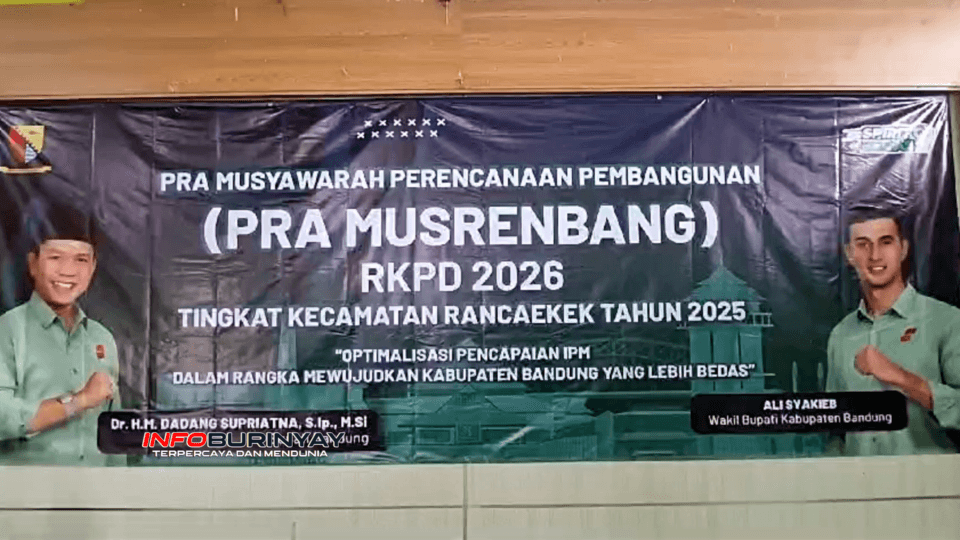 SPIRIT
PRA MUSYAWARAH PERENCANAAN PEMBANGUNAN
(PRA MUSRENBANG)
RKPD 2026
TINGKAT KECAMATAN RANCAEKEK TAHUN 2025
“OPTIMALISASI PENCAPAIAN IPM
DALAM RANGKA MEWUJUDKAN KABUPATEN BANDUNG YANG LEBIH BEDAS”
Dr. H.M. DADANG SUPRIATNA, S.Ip., M.SI
INFOBURINYAY
TERPERCAYA DAN MENDUNIA
ALI SYAKIEB
Wakil Bupati Kabupaten Bandung